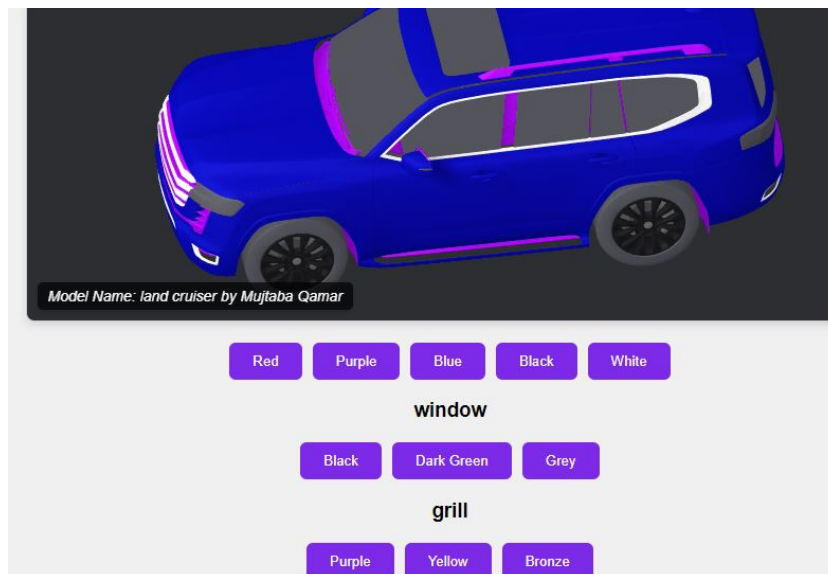 Model Name: land cruiser by Mujtaba Qamar
Red Purple Blue Black White
window
Black Dark Green Grey
grill
Purple Yellow Bronze